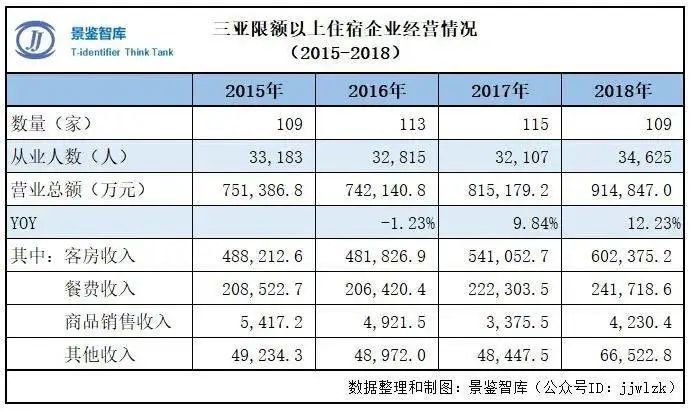 景鉴智库
T-identifier Think Tank
三亚限额以上住宿企业经营情况
（2015-2018）
2015年 2016年 2017年 2018年
数量（家） 109 113 115 109
从业人数（人） 33,183 32,815 32,107 34,625
营业总额（万元） 751,386.8 742,140.8 815,179.2 914,847.0
YOY -1.23% 9.84% 12.23%
其中：客房收入 488,212.6 481,826.9 541,052.7 602,375.2
餐费收入 208,522.7 206,420.4 222,303.5 241,718.6
商品销售收入 5,417.2 4,921.5 3,375.5 4,230.4
其他收入 49,234.3 48,972.0 48,447.5 66,522.8
数据整理和制图：景鉴智库（公众号ID：jjwlzk）